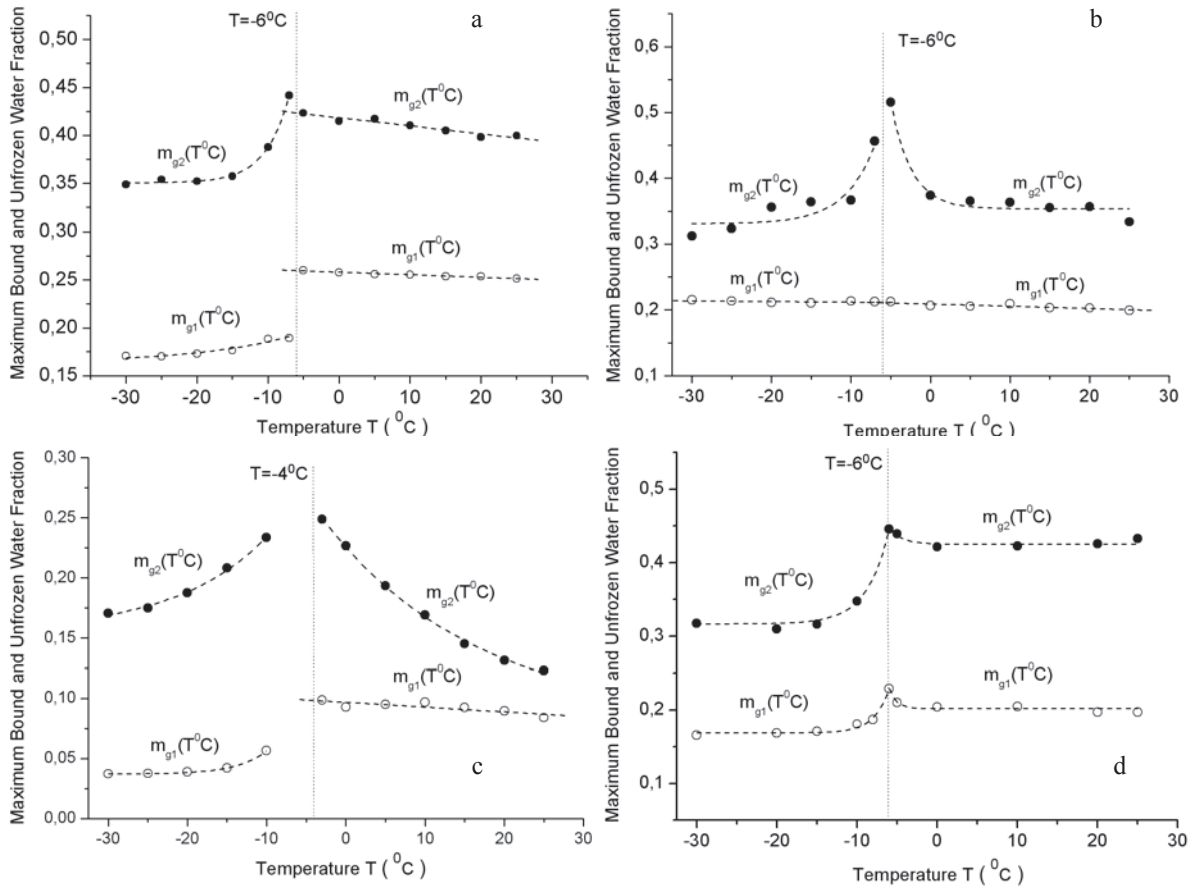 a
T=-6⁰C
Maximum Bound and Unfrozen Water Fraction
0,50
0,45
0,40
0,35
0,30
0,25
0,20
0,15
m_g2(T⁰C)
m_g2(T⁰C)
m_g1(T⁰C)
m_g1(T⁰C)
-30 -20 -10 0 10 20 30
Temperature T ( ⁰C )
b
T=-6⁰C
Maximum Bound and Unfrozen Water Fraction
0,6
0,5
0,4
0,3
0,2
0,1
m_g2(T⁰C)
m_g2(T⁰C)
m_g1(T⁰C)
m_g1(T⁰C)
-30 -20 -10 0 10 20 30
Temperature T ( ⁰C )
T=-4⁰C
Maximum Bound and Unfrozen Water Fraction
0,30
0,25
0,20
0,15
0,10
0,05
0,00
m_g2(T⁰C)
m_g2(T⁰C)
m_g1(T⁰C)
m_g1(T⁰C)
c
-30 -20 -10 0 10 20 30
Temperature T ( ⁰C )
T=-6⁰C
Maximum Bound and Unfrozen Water Fraction
0,5
0,4
0,3
0,2
0,1
m_g2(T⁰C)
m_g2(T⁰C)
m_g1(T⁰C)
m_g1(T⁰C)
d
-30 -20 -10 0 10 20 30
Temperature T ( ⁰C )